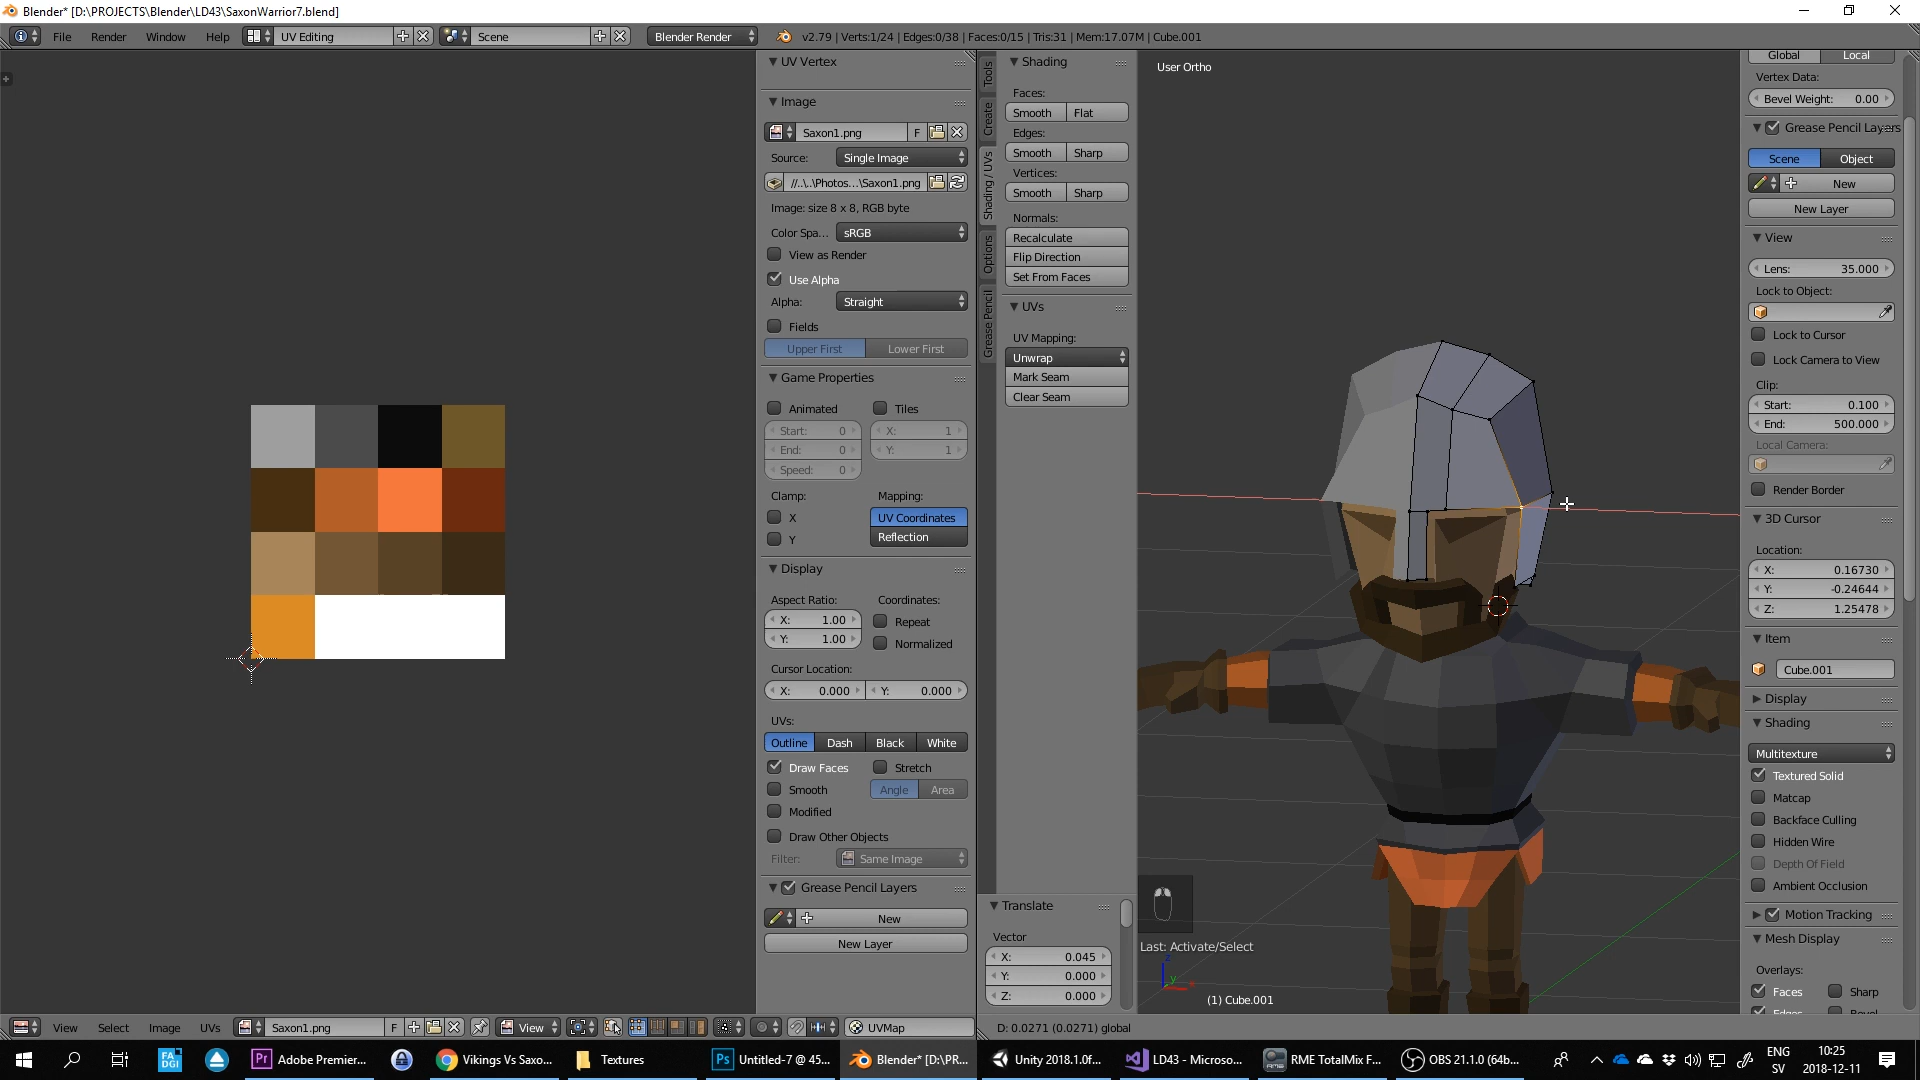 Blender* [D:\PROJECTS\Blender\LD43\SaxonWarrior7.blend]
File Render Window Help UV Editing Scene Blender Render v2.79 | Verts:1/24 | Edges:0/38 | Faces:0/15 | Tris:31 | Mem:17.07M | Cube.001
UV Vertex
Image
Saxon1.png F
Source: Single Image
//..\..\Photos...\Saxon1.png
Image: size 8 x 8, RGB byte
Color Spa... sRGB
View as Render
Use Alpha
Alpha: Straight
Fields
Upper First Lower First
Game Properties
Animated Tiles
Start: 0 X: 1
End: 0 Y: 1
Speed: 0
Clamp: Mapping:
X UV Coordinates
Y Reflection
Display
Aspect Ratio: Coordinates:
X: 1.00 Repeat
Y: 1.00 Normalized
Cursor Location:
X: 0.000 Y: 0.000
UVs:
Outline Dash Black White
Draw Faces Stretch
Smooth Angle Area
Modified
Draw Other Objects
Filter: Same Image
Grease Pencil Layers
New
New Layer
Tools
Create
Shading / UVs
Options
Grease Pencil
Shading
Faces:
Smooth Flat
Edges:
Smooth Sharp
Vertices:
Smooth Sharp
Normals:
Recalculate
Flip Direction
Set From Faces
UVs
UV Mapping:
Unwrap
Mark Seam
Clear Seam
Translate
Vector
X: 0.045
Y: 0.000
Z: 0.000
User Ortho
Last: Activate/Select
z
y
x
(1) Cube.001
Global Local
Vertex Data:
Bevel Weight: 0.00
Grease Pencil Layers
Scene Object
New
New Layer
View
Lens: 35.000
Lock to Object:
Lock to Cursor
Lock Camera to View
Clip:
Start: 0.100
End: 500.000
Local Camera:
Render Border
3D Cursor
Location:
X: 0.16730
Y: -0.24644
Z: 1.25478
Item
Cube.001
Display
Shading
Multitexture
Textured Solid
Matcap
Backface Culling
Hidden Wire
Depth Of Field
Ambient Occlusion
Motion Tracking
Mesh Display
Overlays:
Faces Sharp
View Select Image UVs Saxon1.png F View UVMap D: 0.0271 (0.0271) global
FA
DGI
Pr Adobe Premier... Vikings Vs Saxo... Textures Ps Untitled-7 @ 45... Blender* [D:\PR... Unity 2018.1.0f... LD43 - Microso... RME TotalMix F... OBS 21.1.0 (64b...
ENG 10:25
SV 2018-12-11